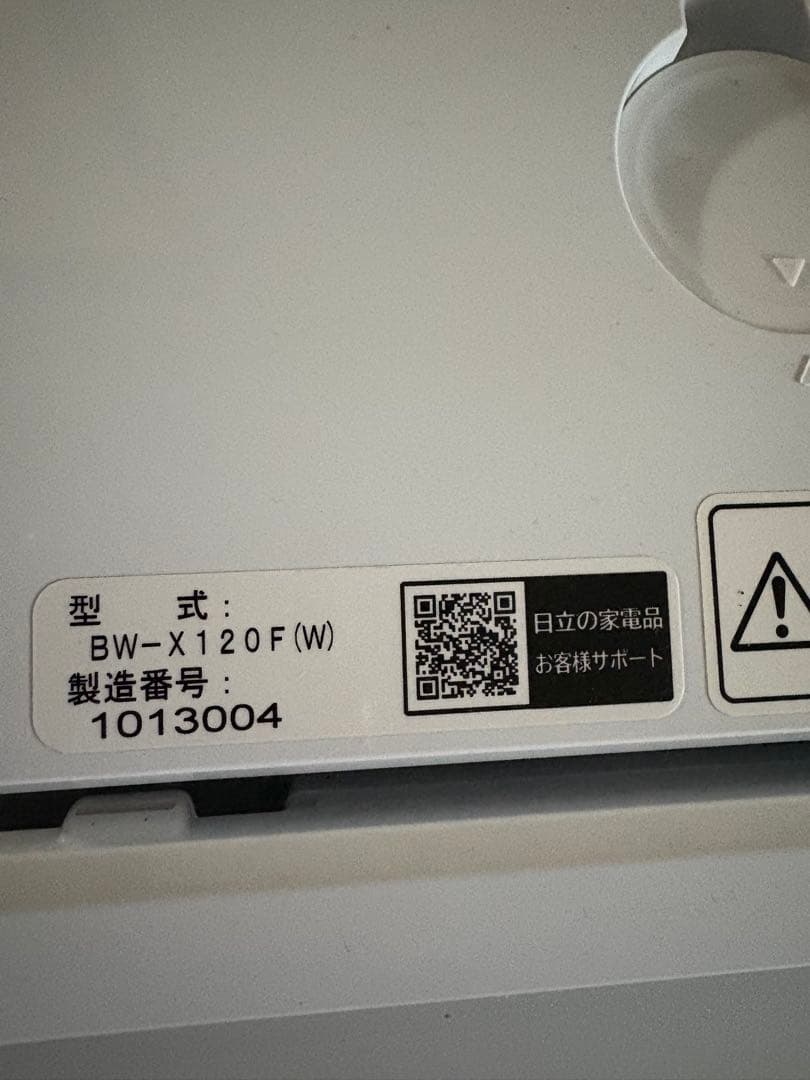 型　　式：
BW-X120F(W)
製造番号：
1013004
日立の家電品
お客様サポート